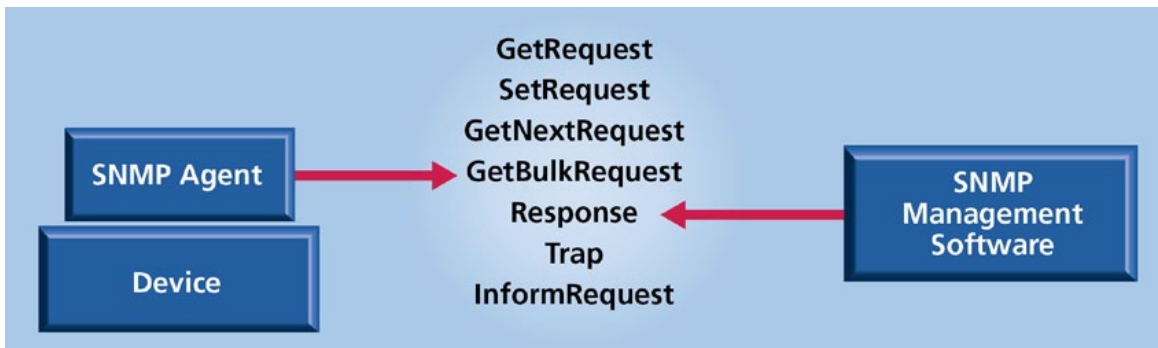 GetRequest
SetRequest
GetNextRequest
GetBulkRequest
Response
Trap
InformRequest
SNMP Agent
Device
SNMP
Management
Software